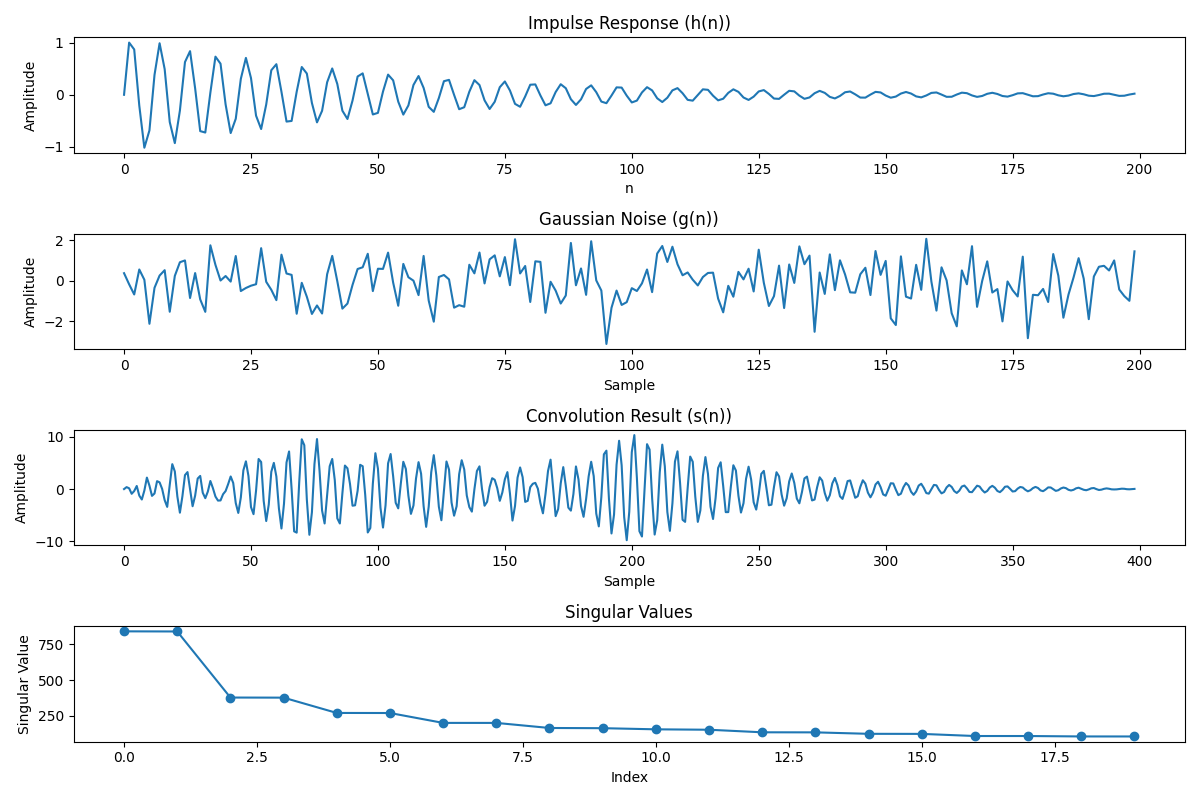 Impulse Response (h(n))
Amplitude
1
0
−1
0 25 50 75 100 125 150 175 200
n
Gaussian Noise (g(n))
Amplitude
2
0
−2
0 25 50 75 100 125 150 175 200
Sample
Convolution Result (s(n))
Amplitude
10
0
−10
0 50 100 150 200 250 300 350 400
Sample
Singular Values
Singular Value
750
500
250
0.0 2.5 5.0 7.5 10.0 12.5 15.0 17.5
Index